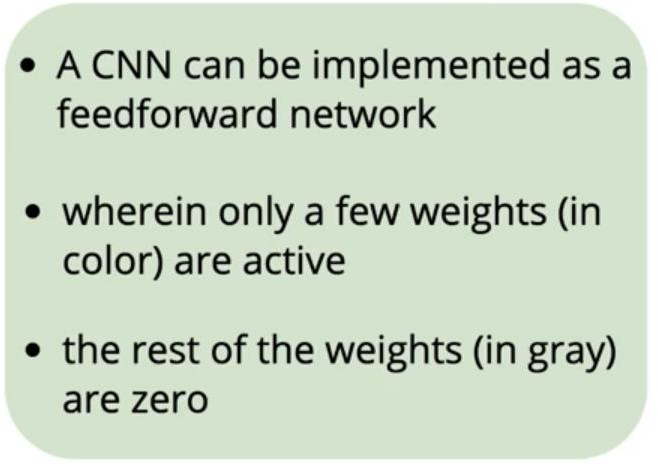 • A CNN can be implemented as a
feedforward network
• wherein only a few weights (in
color) are active
• the rest of the weights (in gray)
are zero